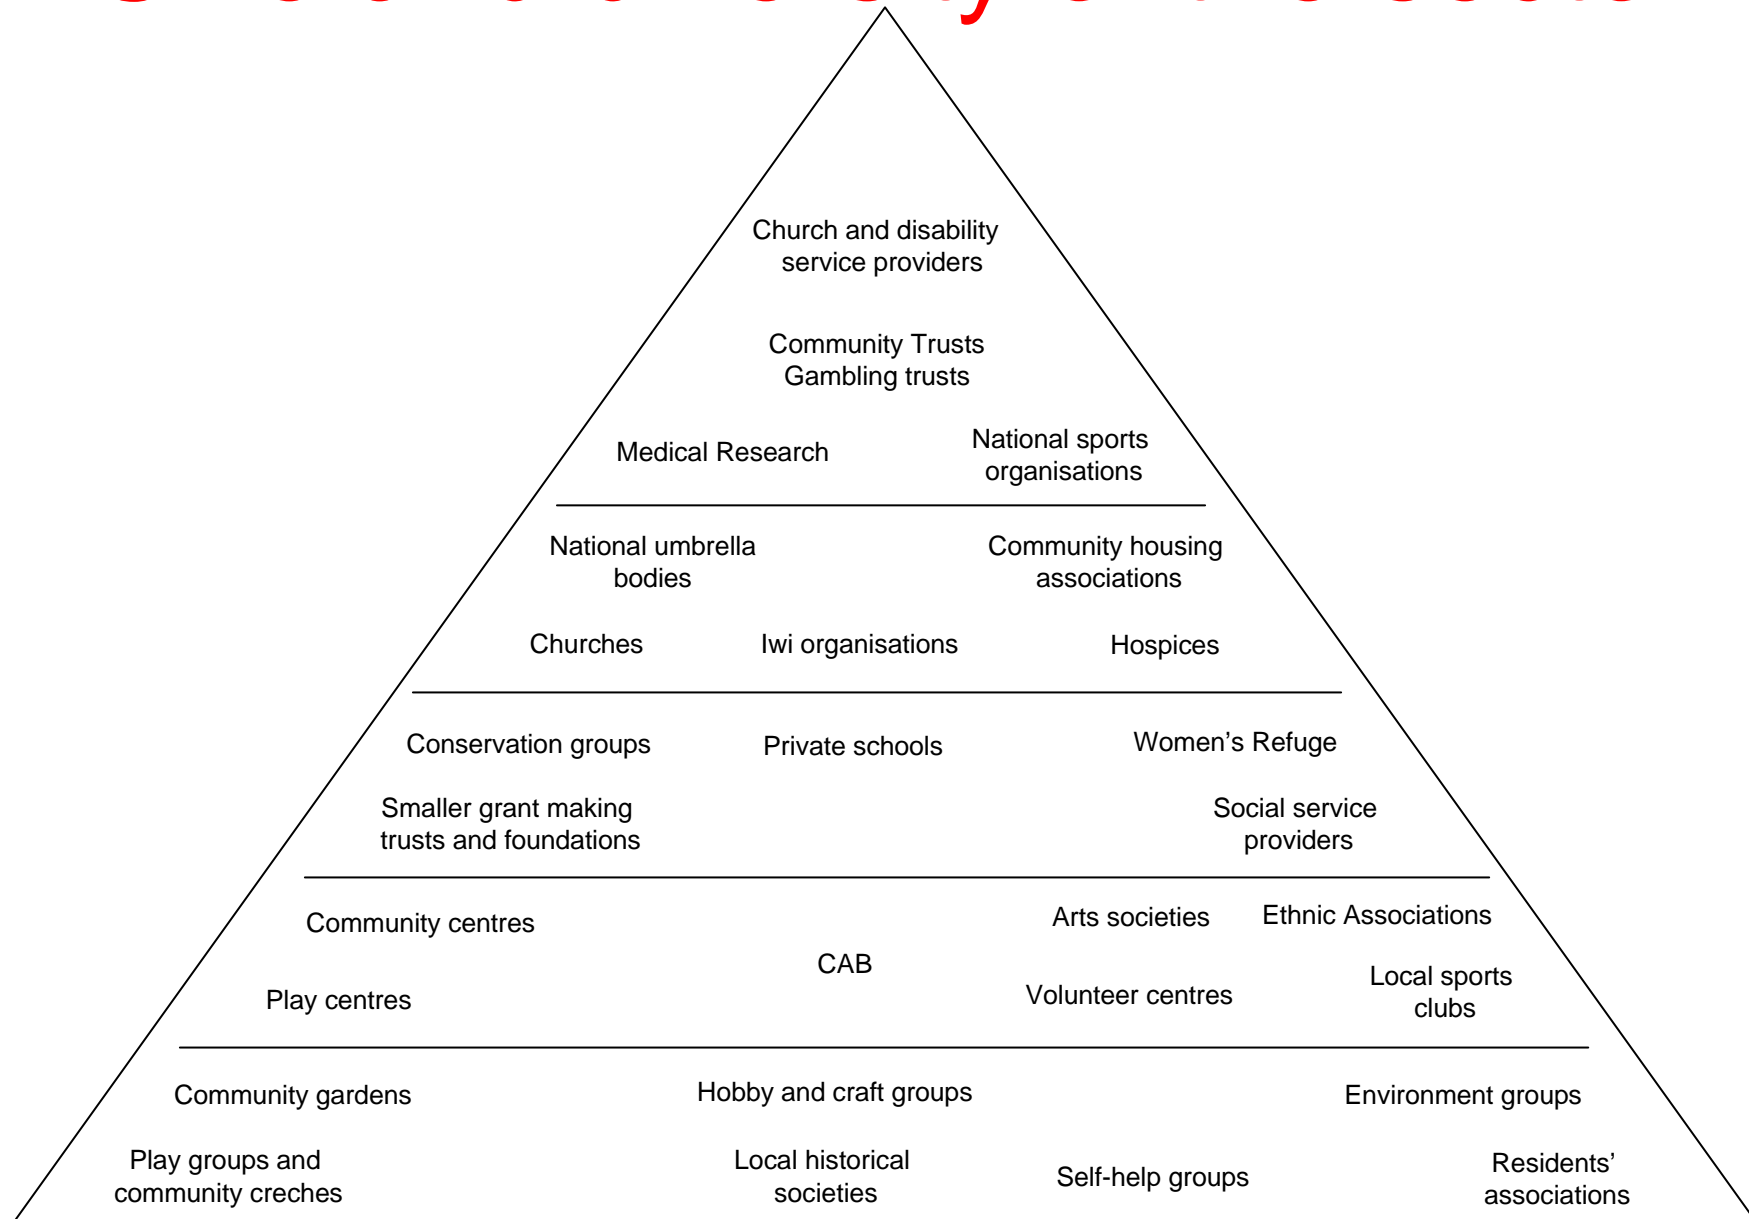 Church and disability
service providers
Community Trusts
Gambling trusts
Medical Research
National sports
organisations
National umbrella
bodies
Community housing
associations
Churches
Iwi organisations
Hospices
Conservation groups
Private schools
Women’s Refuge
Smaller grant making
trusts and foundations
Social service
providers
Community centres
Arts societies
Ethnic Associations
CAB
Play centres
Volunteer centres
Local sports
clubs
Community gardens
Hobby and craft groups
Environment groups
Play groups and
community creches
Local historical
societies
Self-help groups
Residents’
associations